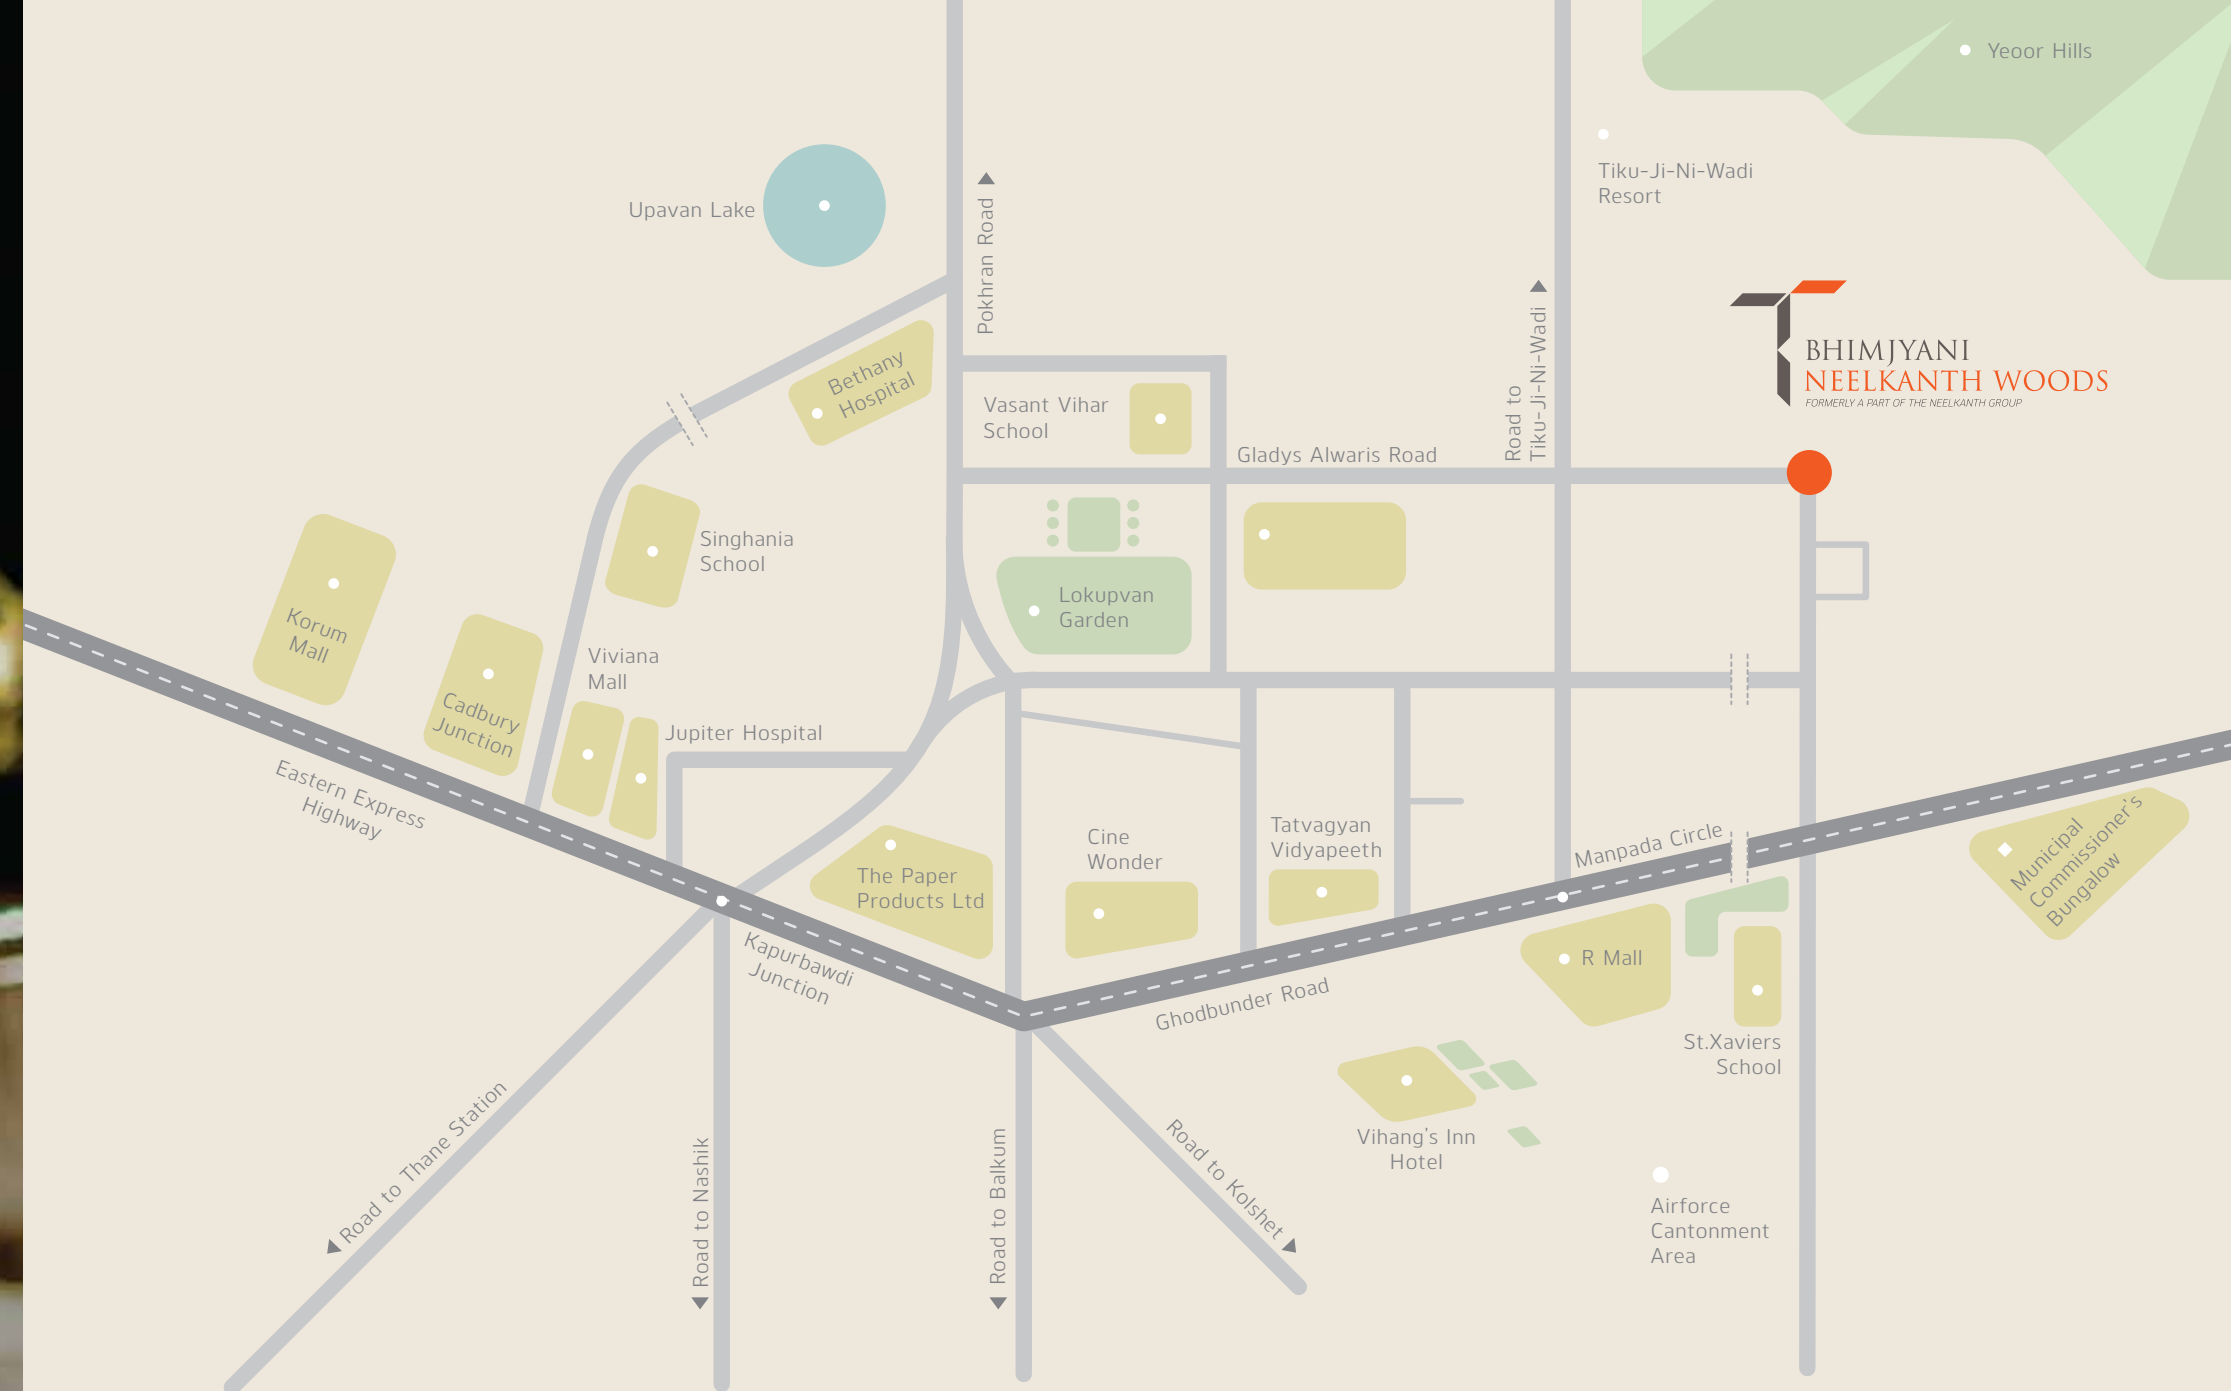 Yeoor Hills
Tiku-Ji-Ni-Wadi
Resort
Upavan Lake
Pokhran Road
BHIMJYANI
NEELKANTH WOODS
FORMERLY A PART OF THE NEELKANTH GROUP
Road to
Tiku-Ji-Ni-Wadi
Bethany
Hospital
Vasant Vihar
School
Gladys Alwaris Road
Singhania
School
Lokupvan
Garden
Korum
Mall
Cadbury
Junction
Viviana
Mall
Jupiter Hospital
Eastern Express
Highway
The Paper
Products Ltd
Cine
Wonder
Tatvagyan
Vidyapeeth
Manpada Circle
Municipal
Commissioner's
Bungalow
Kapurbawdi
Junction
Ghodbunder Road
R Mall
St.Xaviers
School
Vihang's Inn
Hotel
Road to Thane Station
Road to Nashik
Road to Balkum
Road to Kolshet
Airforce
Cantonment
Area